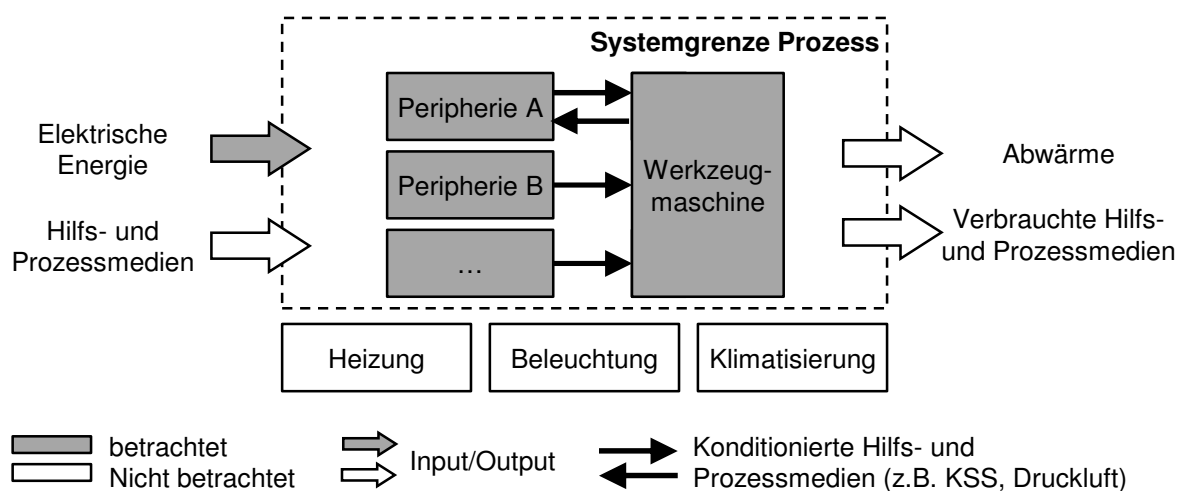 Systemgrenze Prozess
Elektrische
Energie
Hilfs- und
Prozessmedien
Peripherie A
Peripherie B
…
Werkzeug-
maschine
Abwärme
Verbrauchte Hilfs-
und Prozessmedien
Heizung
Beleuchtung
Klimatisierung
betrachtet
Nicht betrachtet
Input/Output
Konditionierte Hilfs- und
Prozessmedien (z.B. KSS, Druckluft)